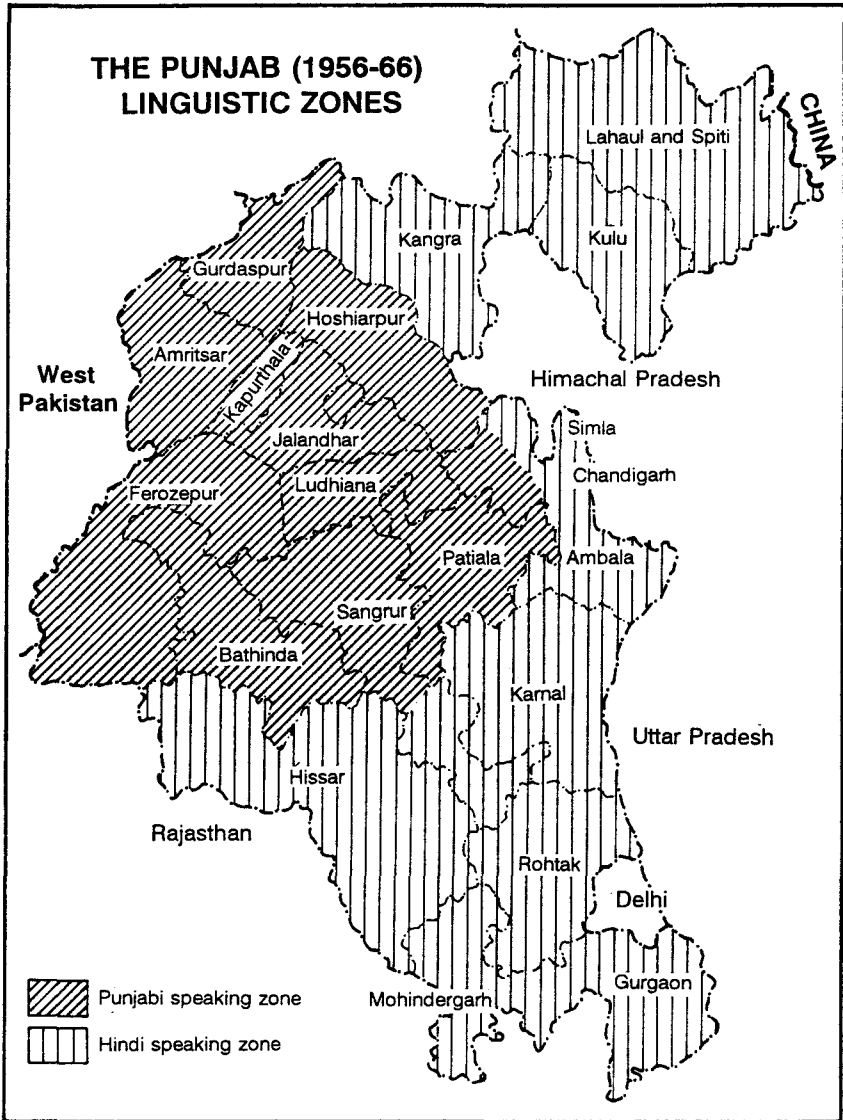 THE PUNJAB (1956-66)
LINGUISTIC ZONES
CHINA
Lahaul and Spiti
Kangra
Kulu
Gurdaspur
Hoshiarpur
Amritsar
Kapurthala
West
Pakistan
Himachal Pradesh
Simla
Jalandhar
Chandigarh
Ludhiana
Ferozepur
Patiala
Ambala
Sangrur
Bathinda
Karnal
Uttar Pradesh
Hissar
Rajasthan
Rohtak
Delhi
Gurgaon
Mohindergarh
Punjabi speaking zone
Hindi speaking zone